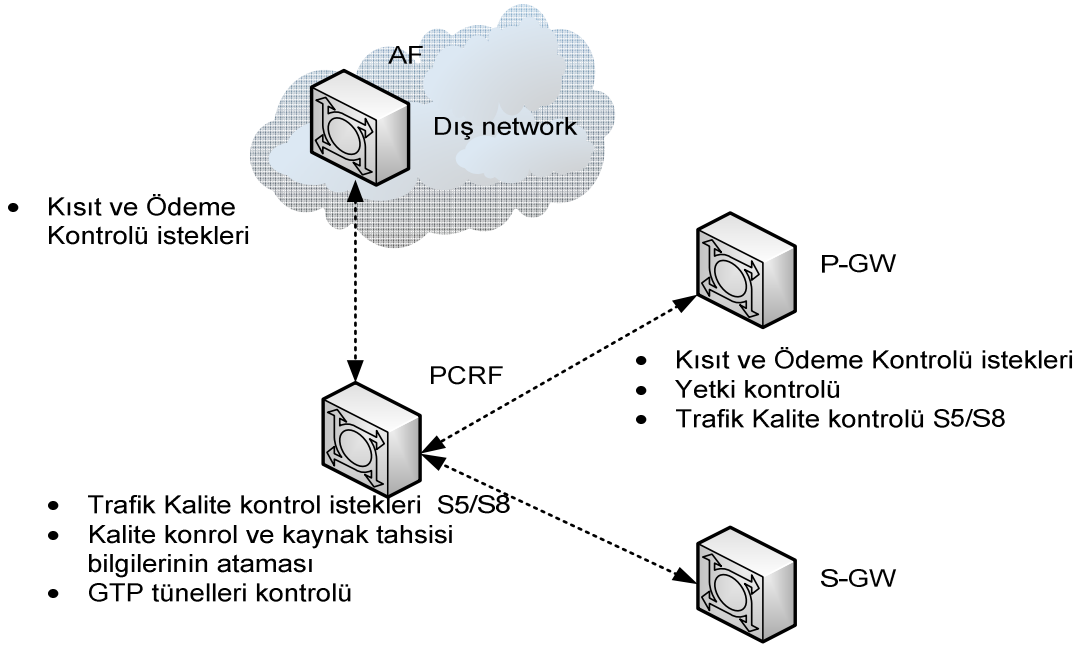 AF
Dış network
• Kısıt ve Ödeme
Kontrolü istekleri
P-GW
PCRF
• Kısıt ve Ödeme Kontrolü istekleri
• Yetki kontrolü
• Trafik Kalite kontrolü S5/S8
• Trafik Kalite kontrol istekleri S5/S8
• Kalite konrol ve kaynak tahsisi
bilgilerinin ataması
• GTP tünelleri kontrolü
S-GW